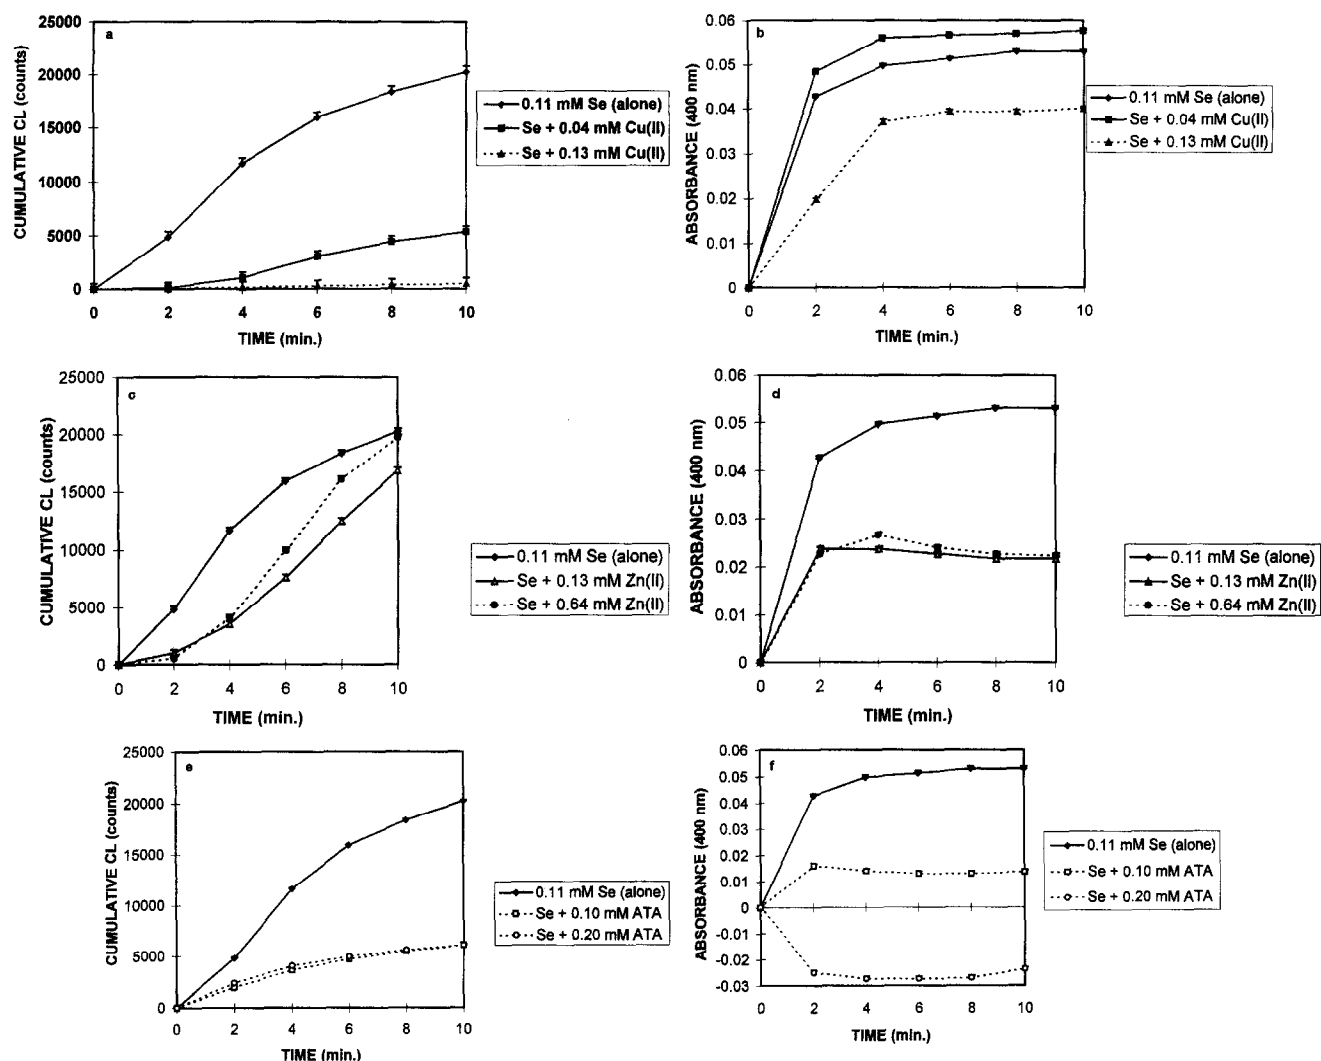 a
25000
20000
15000
10000
5000
0
CUMULATIVE CL (counts)
0 2 4 6 8 10
TIME (min.)
0.11 mM Se (alone)
Se + 0.04 mM Cu(II)
Se + 0.13 mM Cu(II)
b
0.06
0.05
0.04
0.03
0.02
0.01
0
ABSORBANCE (400 nm)
0 2 4 6 8 10
TIME (min.)
0.11 mM Se (alone)
Se + 0.04 mM Cu(II)
Se + 0.13 mM Cu(II)
c
25000
20000
15000
10000
5000
0
CUMULATIVE CL (counts)
0 2 4 6 8 10
TIME (min.)
0.11 mM Se (alone)
Se + 0.13 mM Zn(II)
Se + 0.64 mM Zn(II)
d
0.06
0.05
0.04
0.03
0.02
0.01
0
ABSORBANCE (400 nm)
0 2 4 6 8 10
TIME (min.)
0.11 mM Se (alone)
Se + 0.13 mM Zn(II)
Se + 0.64 mM Zn(II)
e
25000
20000
15000
10000
5000
0
CUMULATIVE CL (counts)
0 2 4 6 8 10
TIME (min.)
0.11 mM Se (alone)
Se + 0.10 mM ATA
Se + 0.20 mM ATA
f
0.06
0.05
0.04
0.03
0.02
0.01
0
-0.01
-0.02
-0.03
ABSORBANCE (400 nm)
0 2 4 6 8 10
TIME (min.)
0.11 mM Se (alone)
Se + 0.10 mM ATA
Se + 0.20 mM ATA